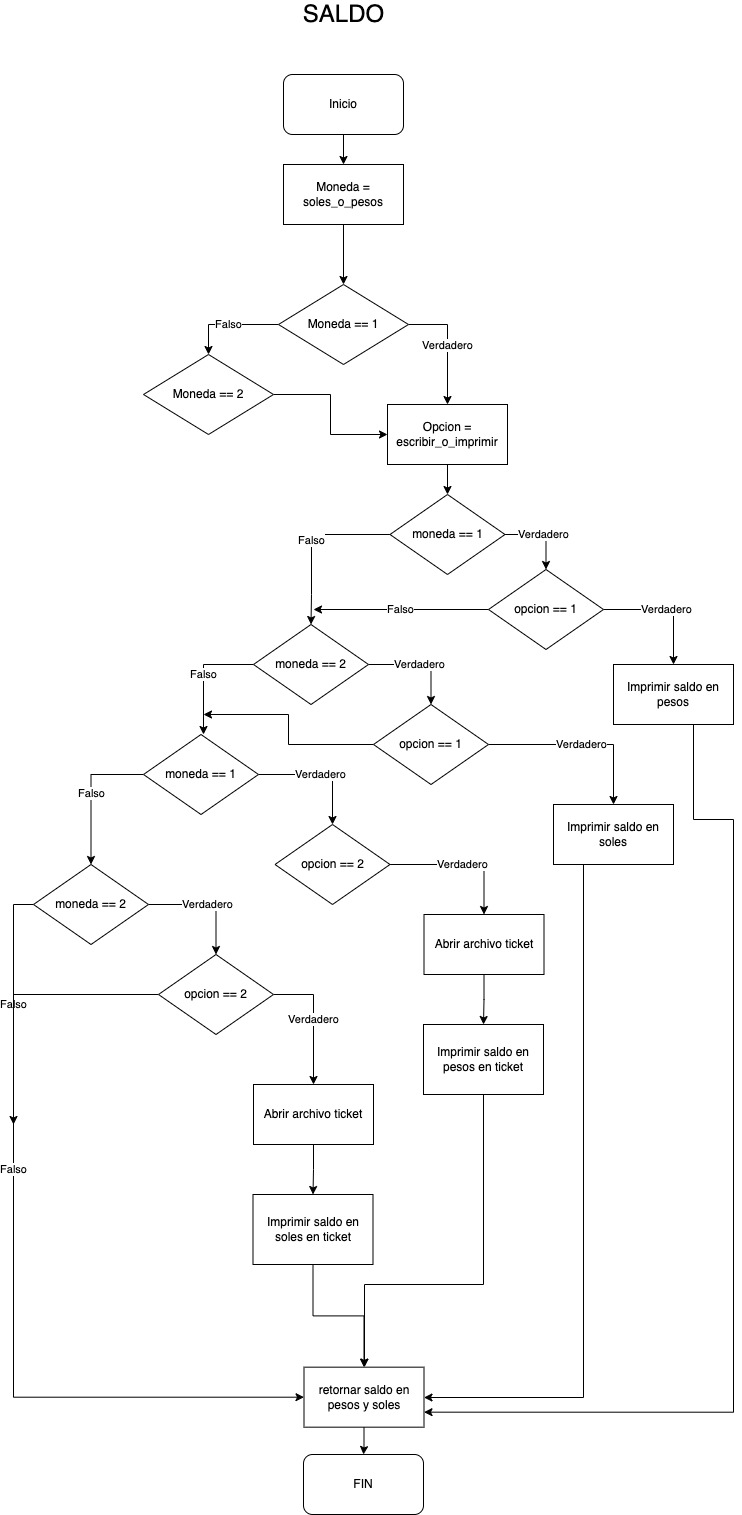 SALDO
Inicio
Moneda =
soles_o_pesos
Moneda == 1
Falso
Verdadero
Moneda == 2
Opcion =
escribir_o_imprimir
moneda == 1
Falso
Verdadero
opcion == 1
Falso
Verdadero
moneda == 2
Falso
Verdadero
Imprimir saldo en
pesos
opcion == 1
Verdadero
moneda == 1
Falso
Verdadero
Imprimir saldo en
soles
opcion == 2
Verdadero
moneda == 2
Verdadero
Abrir archivo ticket
opcion == 2
Falso
Verdadero
Imprimir saldo en
pesos en ticket
Abrir archivo ticket
Falso
Imprimir saldo en
soles en ticket
retornar saldo en
pesos y soles
FIN